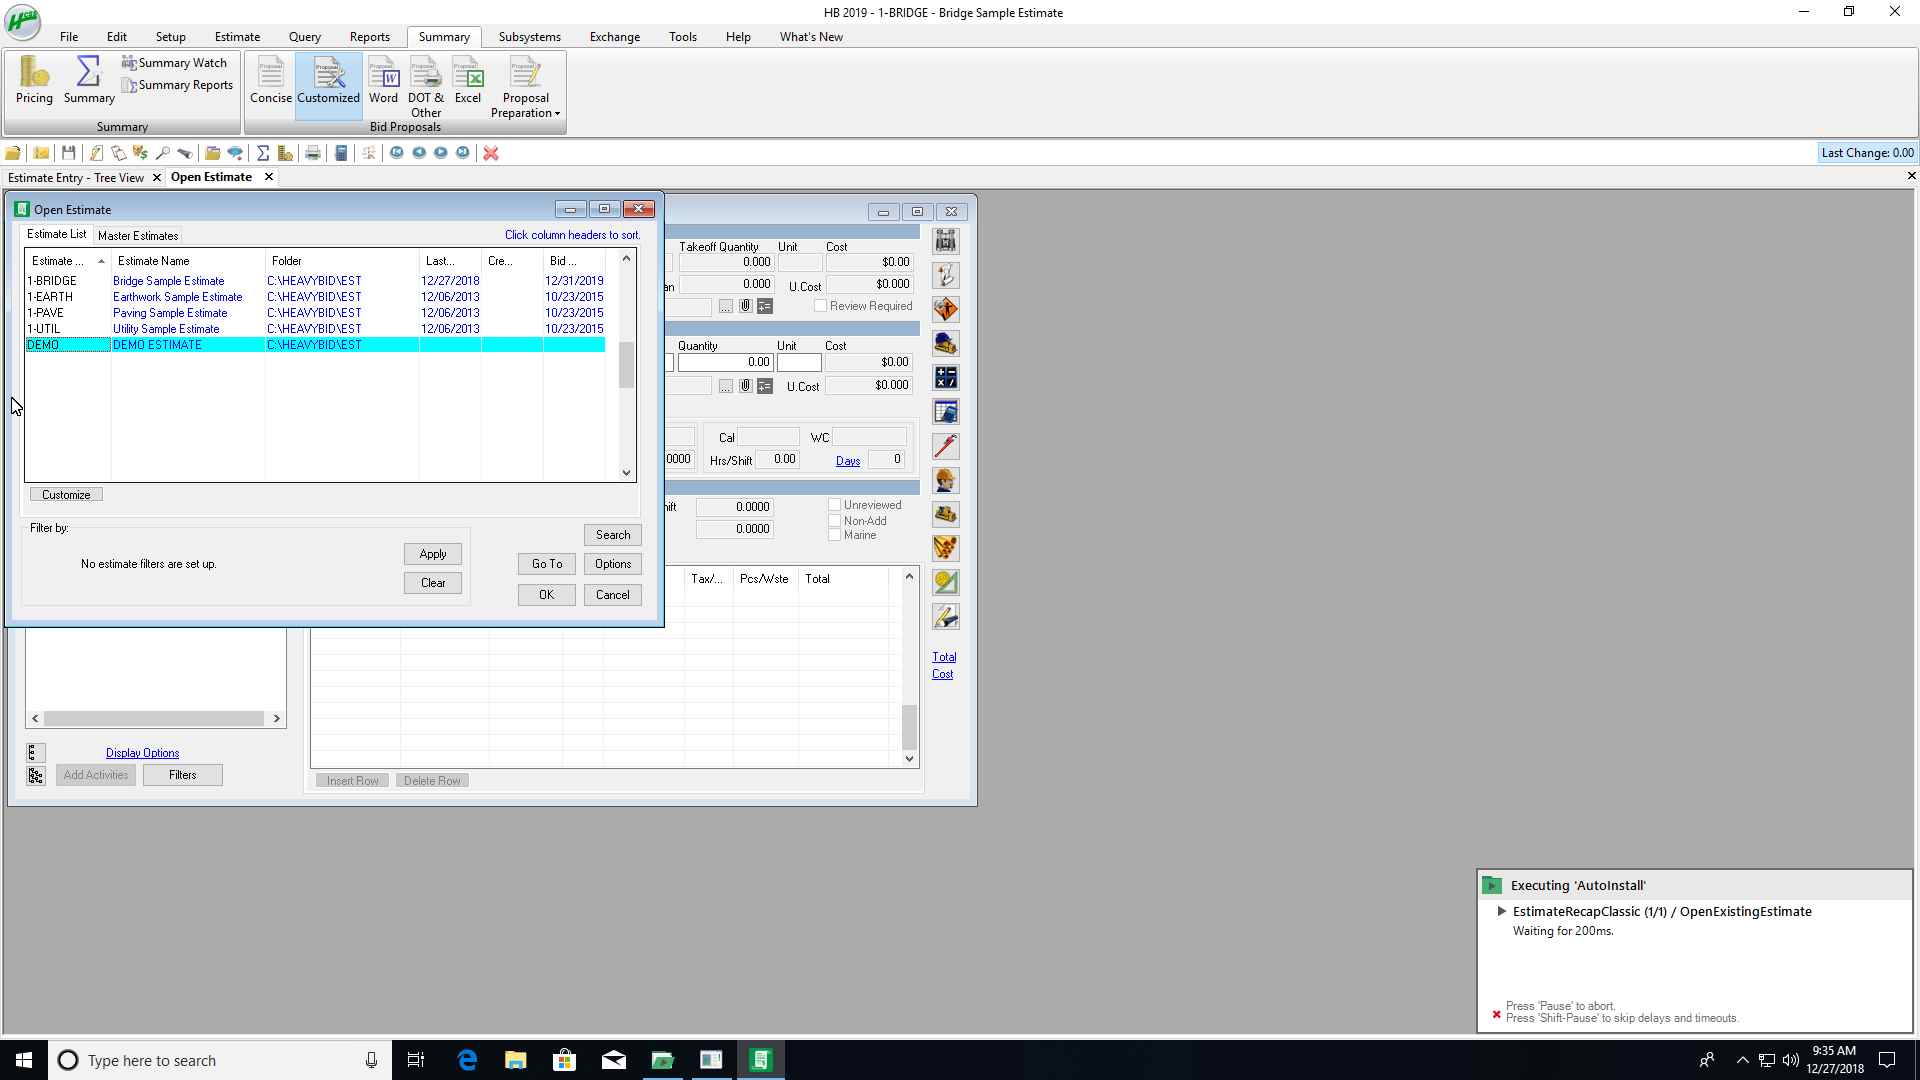 HB 2019 - 1-BRIDGE - Bridge Sample Estimate
File Edit Setup Estimate Query Reports Summary Subsystems Exchange Tools Help What's New
Pricing Summary Summary Watch
Summary Reports
Concise Customized Word DOT & Other Excel Proposal Preparation
Summary Bid Proposals
Last Change: 0.00
Estimate Entry - Tree View Open Estimate
Open Estimate
Estimate List Master Estimates Click column headers to sort.
Estimate ... Estimate Name Folder Last... Cre... Bid ...
1-BRIDGE Bridge Sample Estimate C:\HEAVYBID\EST 12/27/2018 12/31/2019
1-EARTH Earthwork Sample Estimate C:\HEAVYBID\EST 12/06/2013 10/23/2015
1-PAVE Paving Sample Estimate C:\HEAVYBID\EST 12/06/2013 10/23/2015
1-UTIL Utility Sample Estimate C:\HEAVYBID\EST 12/06/2013 10/23/2015
DEMO DEMO ESTIMATE C:\HEAVYBID\EST
Customize
Filter by:
No estimate filters are set up.
Apply
Clear
Search
Go To Options
OK Cancel
Takeoff Quantity Unit Cost
0.000 $0.00
an 0.000 U.Cost $0.000
... Review Required
Quantity Unit Cost
0.00 $0.00
... U.Cost $0.000
Cal WC
0000 Hrs/Shift 0.00 Days 0
ift 0.0000 Unreviewed
0.0000 Non-Add
Marine
Tax/... Pcs/Wste Total
Total
Cost
Display Options
Add Activities Filters
Insert Row Delete Row
Executing 'AutoInstall'
EstimateRecapClassic (1/1) / OpenExistingEstimate
Waiting for 200ms.
Press 'Pause' to abort.
Press 'Shift-Pause' to skip delays and timeouts.
Type here to search
9:35 AM
12/27/2018